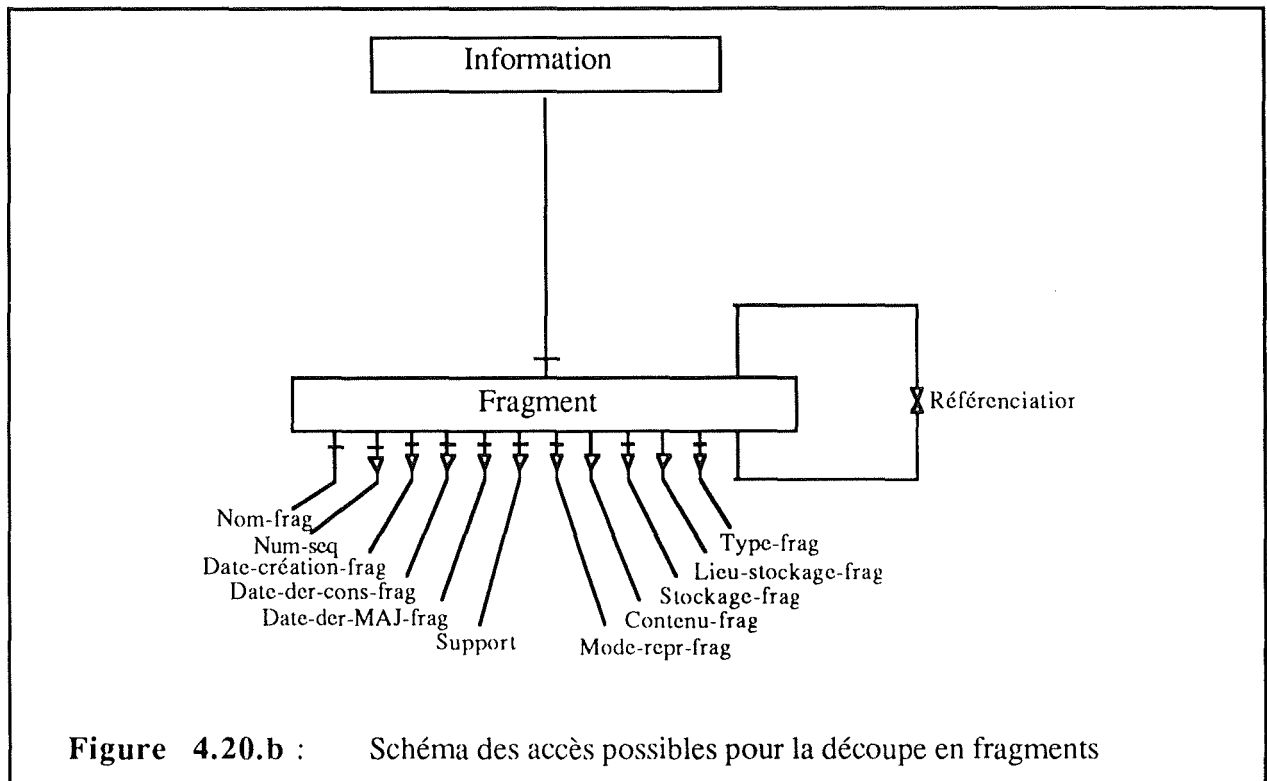 Information
Fragment
Référenciation
Nom-frag
Num-seq
Date-création-frag
Date-der-cons-frag
Date-der-MAJ-frag
Support
Mode-repr-frag
Contenu-frag
Stockage-frag
Lieu-stockage-frag
Type-frag
Figure 4.20.b : Schéma des accès possibles pour la découpe en fragments